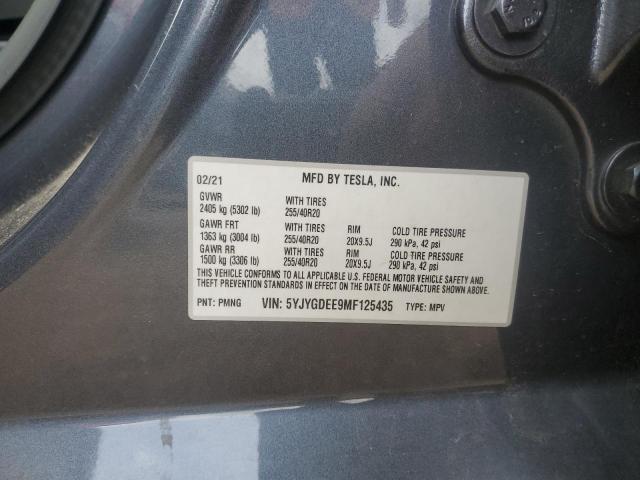 02/21 MFD BY TESLA, INC.
GVWR WITH TIRES
2405 kg (5302 lb) 255/40R20
GAWR FRT WITH TIRES RIM COLD TIRE PRESSURE
1363 kg (3004 lb) 255/40R20 20X9.5J 290 kPa, 42 psi
GAWR RR WITH TIRES RIM COLD TIRE PRESSURE
1500 kg (3306 lb) 255/40R20 20X9.5J 290 kPa, 42 psi
THIS VEHICLE CONFORMS TO ALL APPLICABLE U.S. FEDERAL MOTOR VEHICLE SAFETY AND
THEFT PREVENTION STANDARDS IN EFFECT ON THE DATE OF MANUFACTURE SHOWN ABOVE.
PNT: PMNG VIN: 5YJYGDEE9MF125435 TYPE: MPV